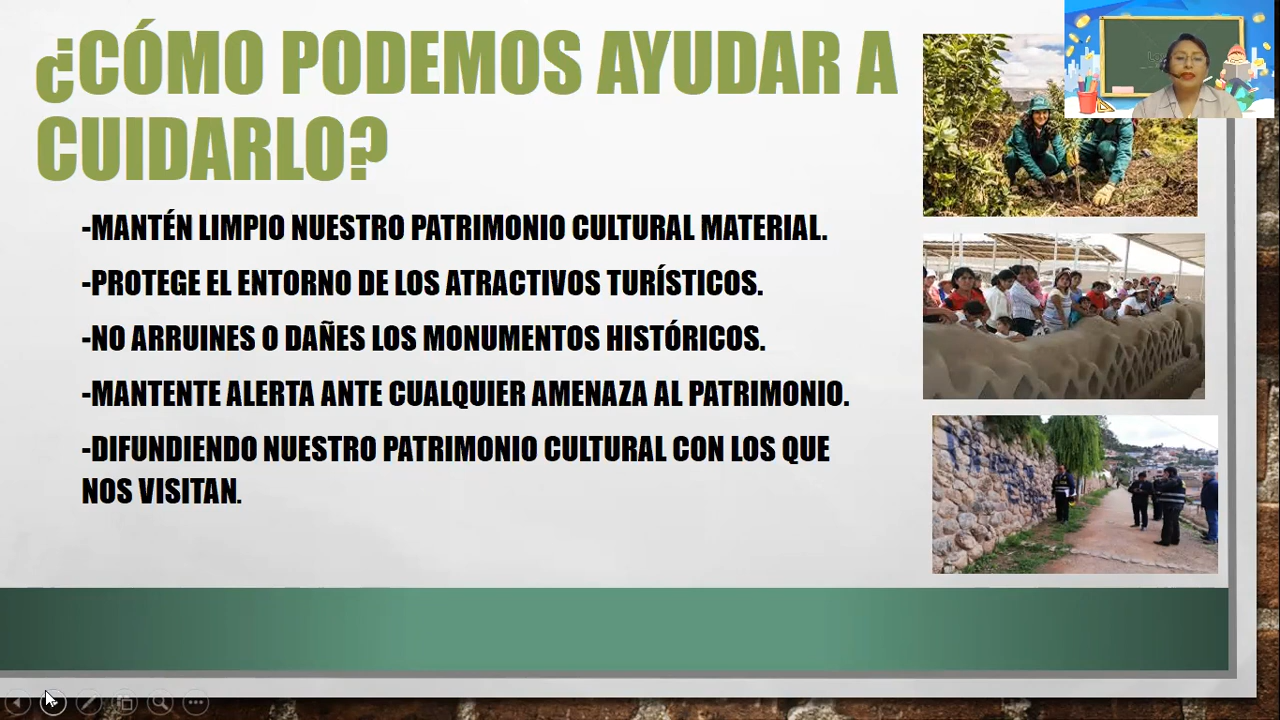 ¿CÓMO PODEMOS AYUDAR A
CUIDARLO?
-MANTÉN LIMPIO NUESTRO PATRIMONIO CULTURAL MATERIAL.
-PROTEGE EL ENTORNO DE LOS ATRACTIVOS TURÍSTICOS.
-NO ARRUINES O DAÑES LOS MONUMENTOS HISTÓRICOS.
-MANTENTE ALERTA ANTE CUALQUIER AMENAZA AL PATRIMONIO.
-DIFUNDIENDO NUESTRO PATRIMONIO CULTURAL CON LOS QUE
NOS VISITAN.